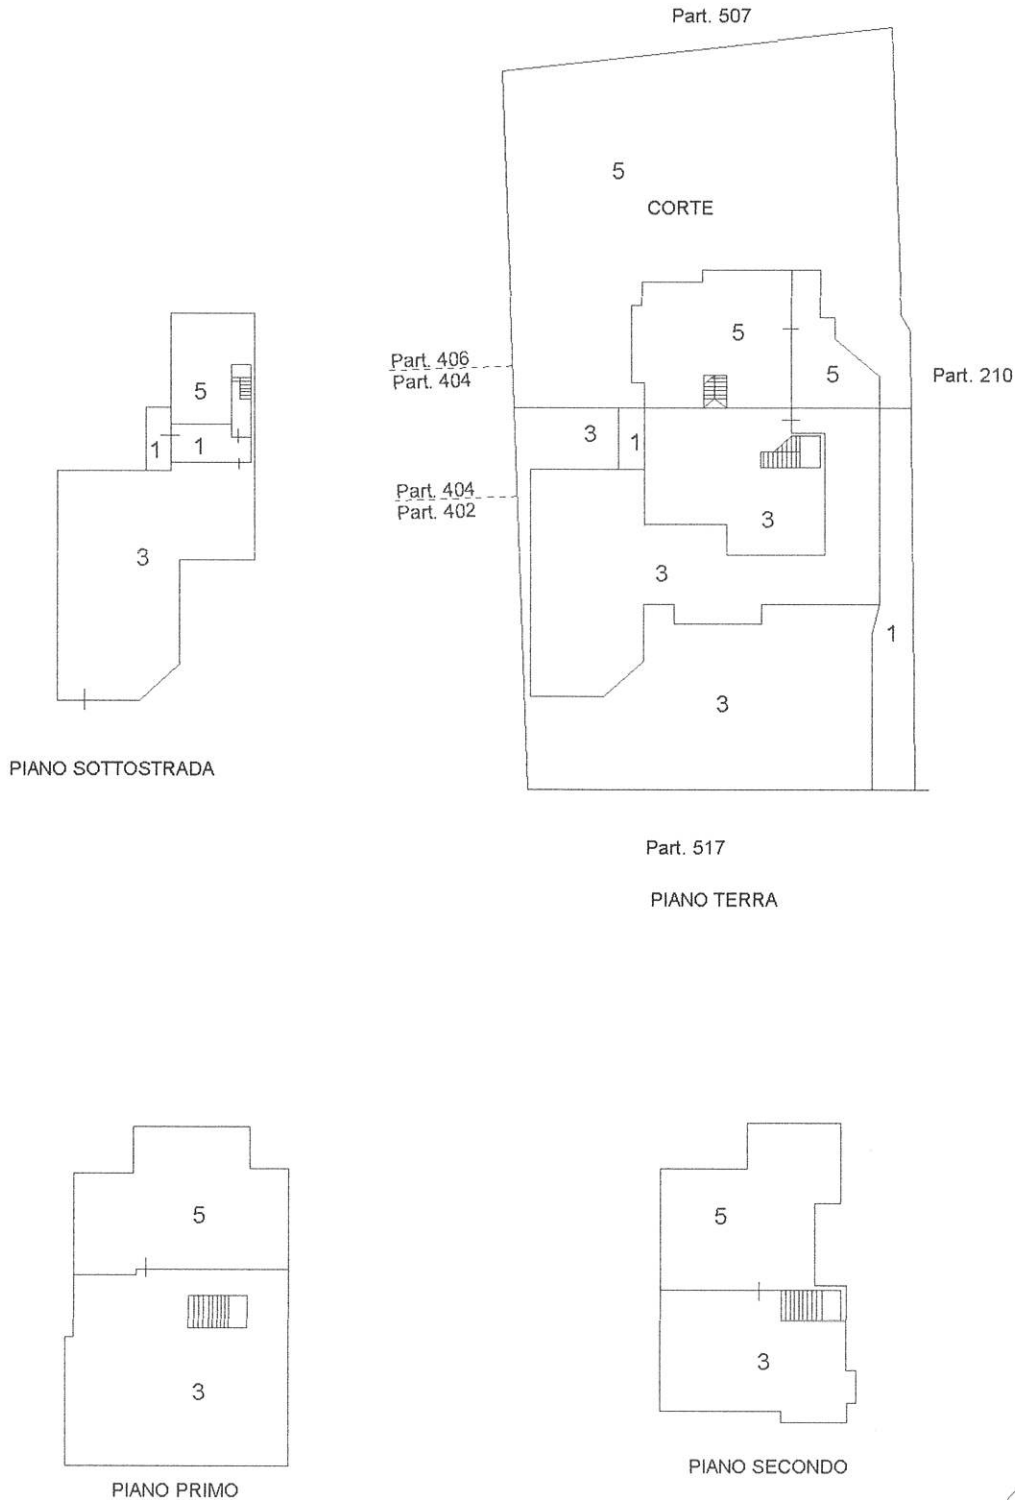 Part. 507
5
CORTE
5
5
Part. 406
Part. 404
Part. 210
3
1
Part. 404
Part. 402
3
3
1
3
Part. 517
PIANO TERRA
5
1
1
3
PIANO SOTTOSTRADA
5
3
PIANO PRIMO
5
3
PIANO SECONDO